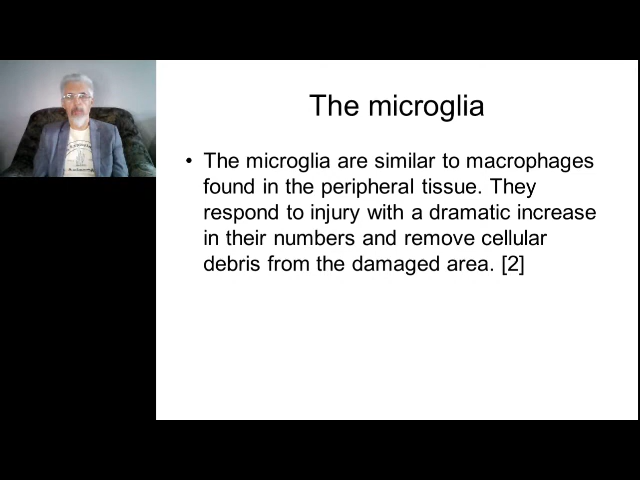 The microglia
• The microglia are similar to macrophages
found in the peripheral tissue. They
respond to injury with a dramatic increase
in their numbers and remove cellular
debris from the damaged area. [2]